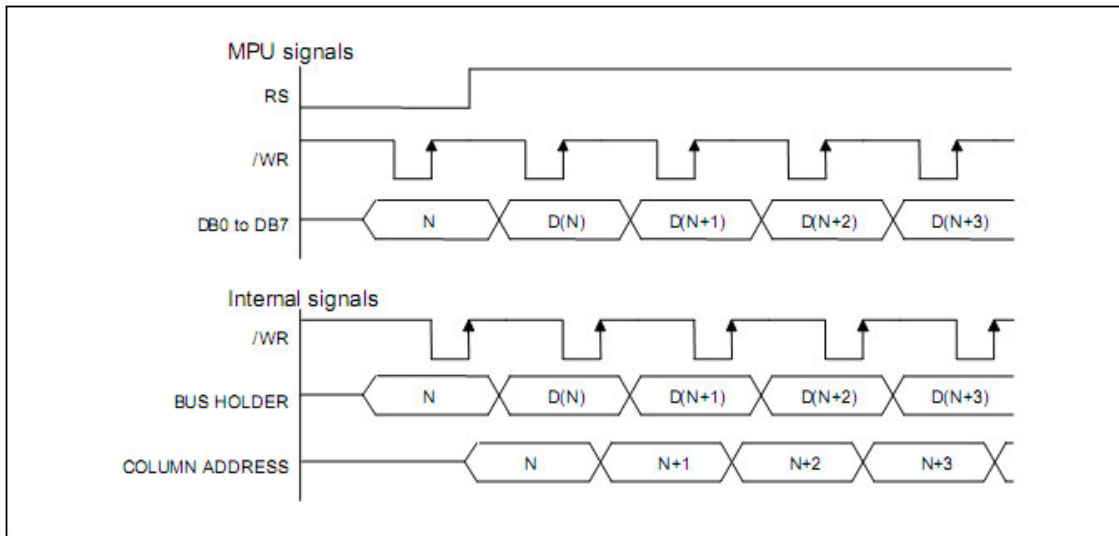 MPU signals
RS
/WR
DB0 to DB7 N D(N) D(N+1) D(N+2) D(N+3)
Internal signals
/WR
BUS HOLDER N D(N) D(N+1) D(N+2) D(N+3)
COLUMN ADDRESS N N+1 N+2 N+3